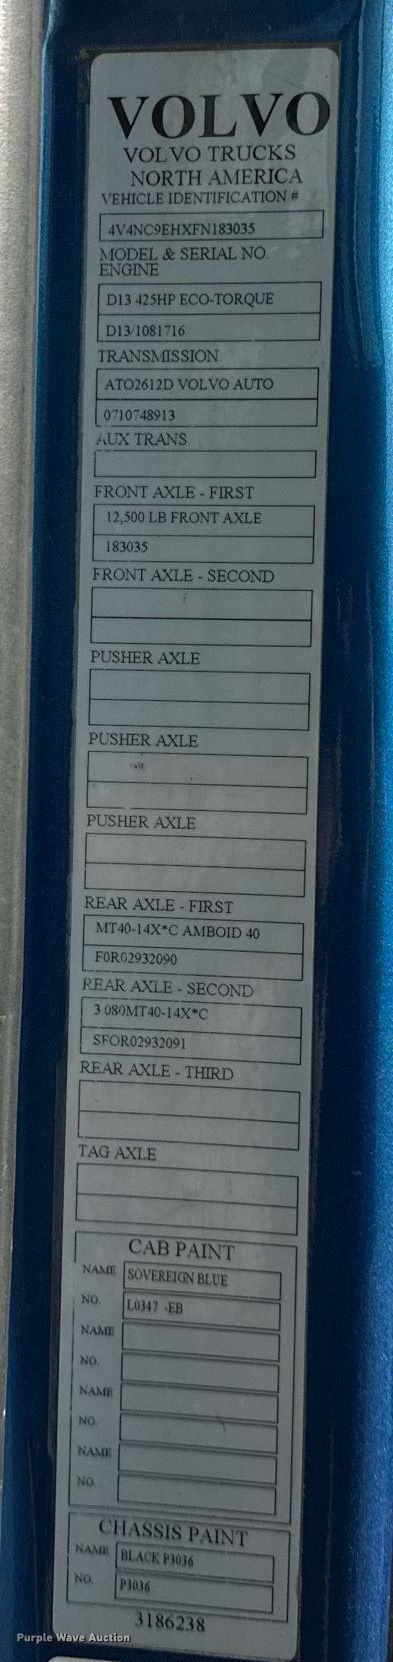 VOLVO
VOLVO TRUCKS
NORTH AMERICA
VEHICLE IDENTIFICATION #
4V4NC9EHXFN183035
MODEL & SERIAL NO.
ENGINE
D13 425HP ECO-TORQUE
D13/1081716
TRANSMISSION
ATO2612D VOLVO AUTO
0710748913
AUX TRANS
FRONT AXLE - FIRST
12,500 LB FRONT AXLE
183035
FRONT AXLE - SECOND
PUSHER AXLE
PUSHER AXLE
PUSHER AXLE
REAR AXLE - FIRST
MT40-14X*C AMBOID 40
F0R02932090
REAR AXLE - SECOND
3.080MT40-14X*C
SFOR02932091
REAR AXLE - THIRD
TAG AXLE
CAB PAINT
NAME SOVEREIGN BLUE
NO. L0347 -EB
NAME
NO.
NAME
NO.
NAME
NO.
CHASSIS PAINT
NAME BLACK P3036
NO. P3036
3186238
Purple Wave Auction